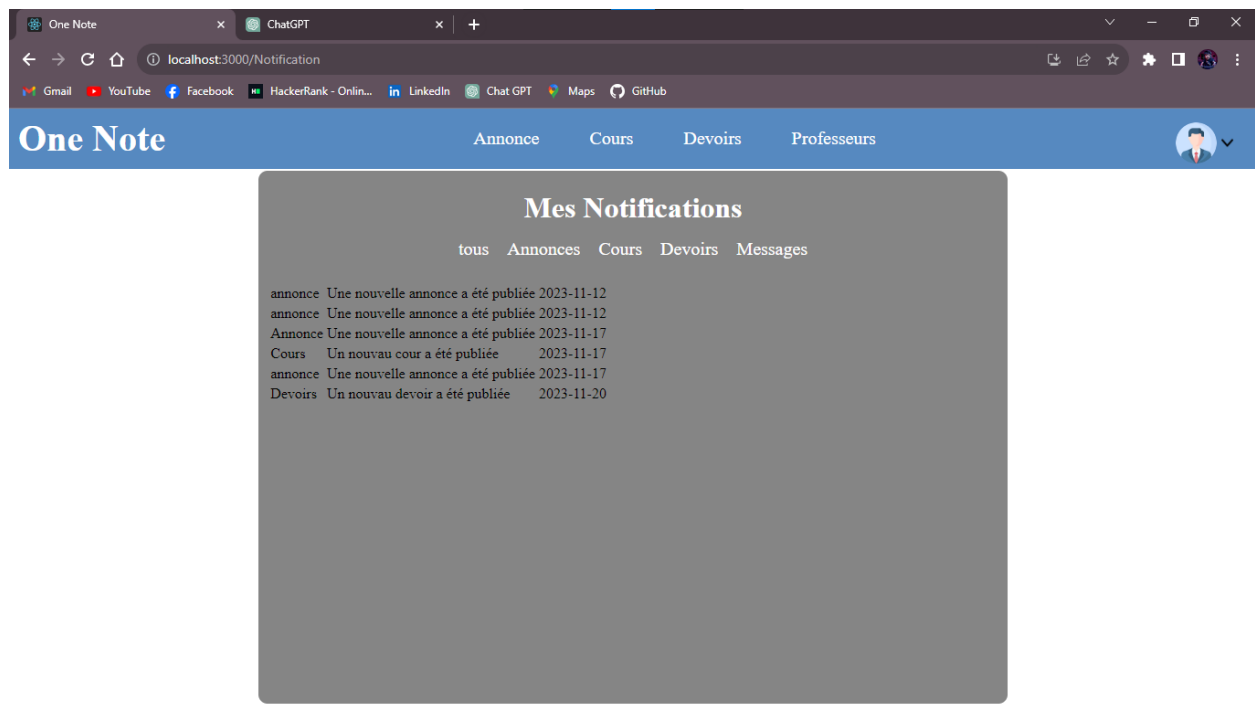 One Note ChatGPT
localhost:3000/Notification
Gmail YouTube Facebook HackerRank - Onlin... LinkedIn Chat GPT Maps GitHub
One Note Annonce Cours Devoirs Professeurs
Mes Notifications
tous Annonces Cours Devoirs Messages
annonce Une nouvelle annonce a été publiée 2023-11-12
annonce Une nouvelle annonce a été publiée 2023-11-12
Annonce Une nouvelle annonce a été publiée 2023-11-17
Cours Un nouvau cour a été publiée 2023-11-17
annonce Une nouvelle annonce a été publiée 2023-11-17
Devoirs Un nouvau devoir a été publiée 2023-11-20